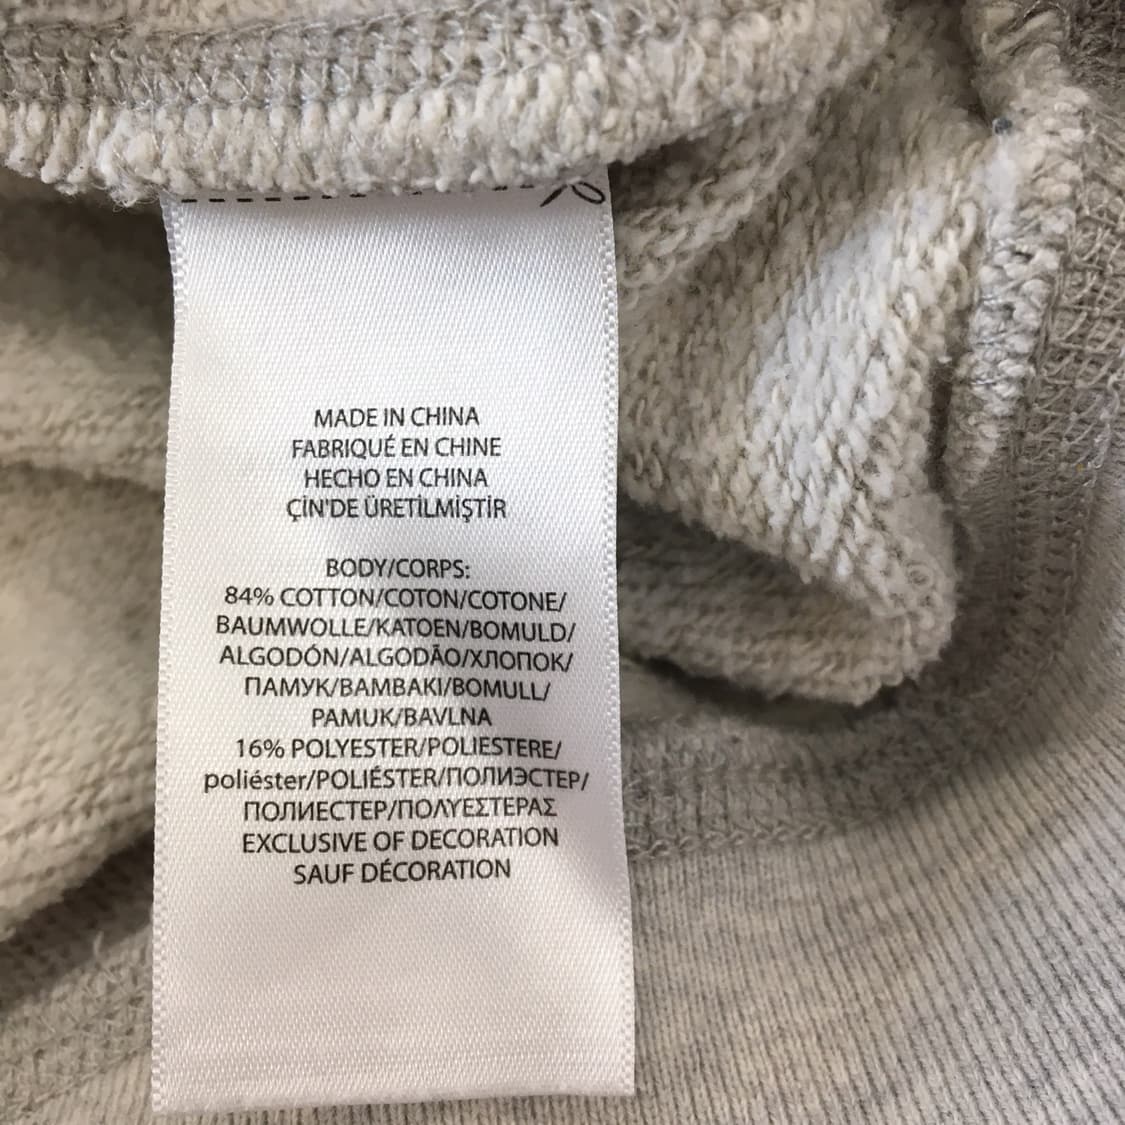 MADE IN CHINA
FABRIQUÉ EN CHINE
HECHO EN CHINA
ÇİN'DE ÜRETİLMİŞTİR
BODY/CORPS:
84% COTTON/COTON/COTONE/
BAUMWOLLE/KATOEN/BOMULD/
ALGODÓN/ALGODÃO/ХЛОПОК/
ПАМУК/BAMBAKI/BOMULL/
PAMUK/BAVLNA
16% POLYESTER/POLIESTERE/
poliéster/POLIÉSTER/ПОЛИЭСТЕР/
ПОЛИЕСТЕР/ΠΟΛΥΕΣΤΕΡΑΣ
EXCLUSIVE OF DECORATION
SAUF DÉCORATION